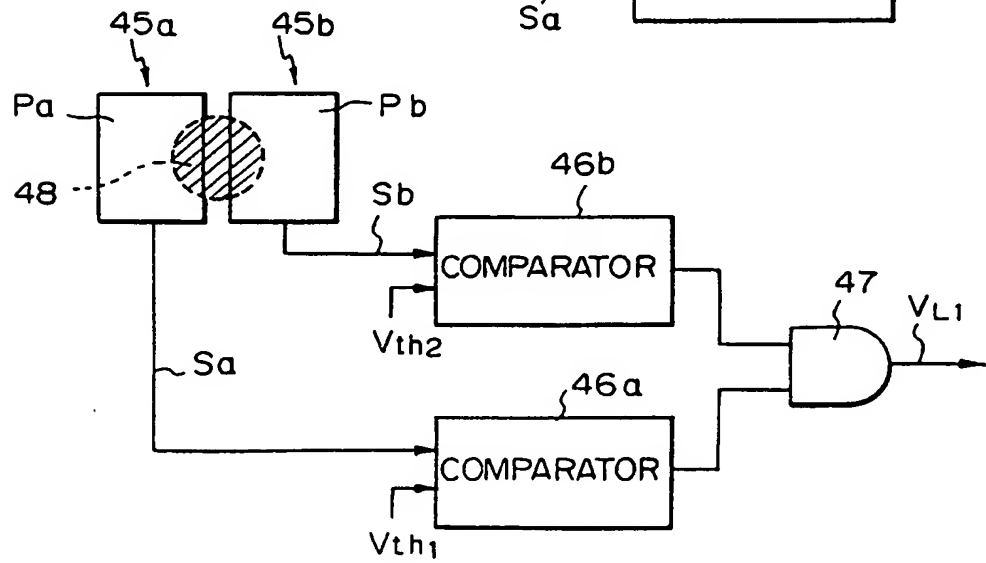 Sa
45a
45b
Pa
Pb
48
Sb
46b
COMPARATOR
Vth2
47
VL1
Sa
46a
COMPARATOR
Vth1